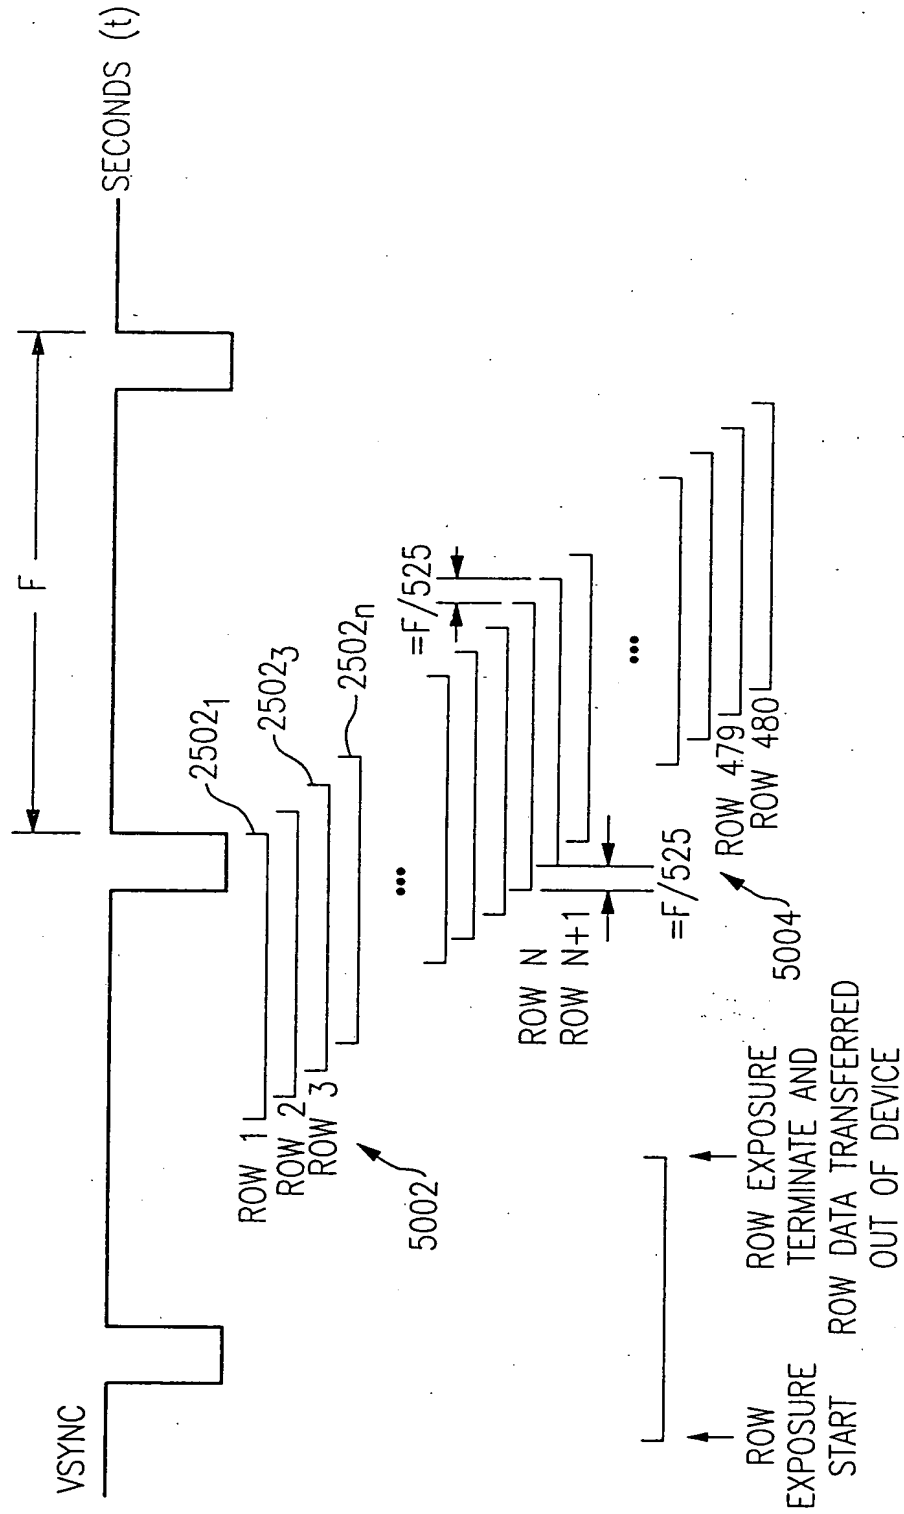 VSYNC
SECONDS (t)
F
2502₁
2502₃
2502ₙ
ROW 1
ROW 2
ROW 3
5002
=F/525
ROW N
ROW N+1
=F/525
ROW 479
ROW 480
5004
ROW
EXPOSURE
START
ROW EXPOSURE
TERMINATE AND
ROW DATA TRANSFERRED
OUT OF DEVICE